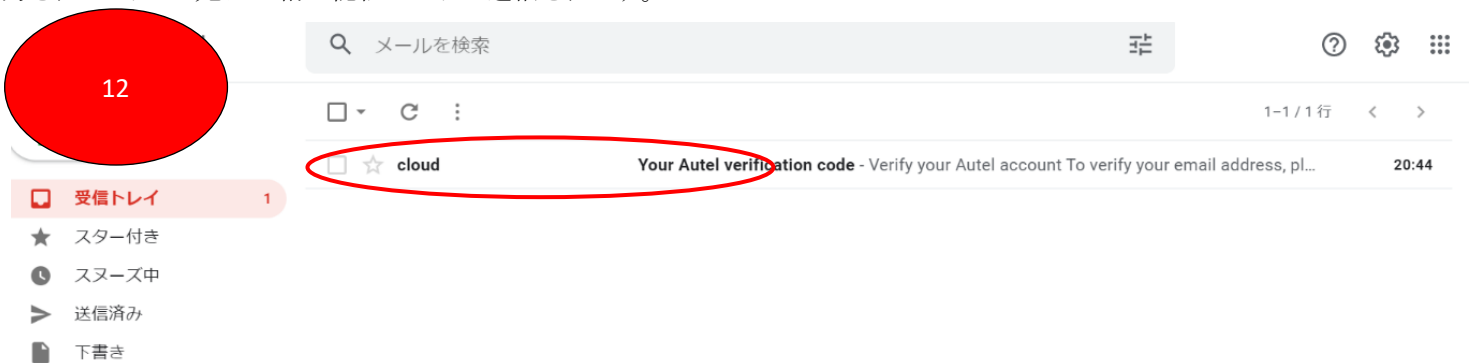 12
メールを検索
1–1 / 1 行
cloud Your Autel verification code - Verify your Autel account To verify your email address, pl... 20:44
受信トレイ 1
スター付き
スヌーズ中
送信済み
下書き